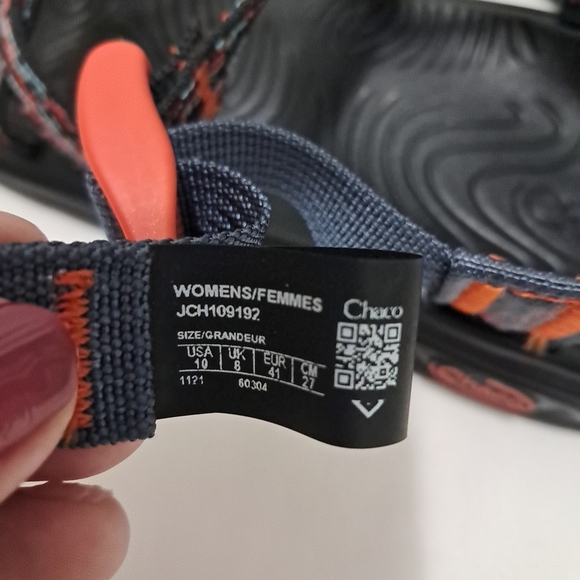 WOMENS/FEMMES
Chaco
JCH109192
SIZE/GRANDEUR
USA UK EUR CM
10 8 41 27
1121 60304